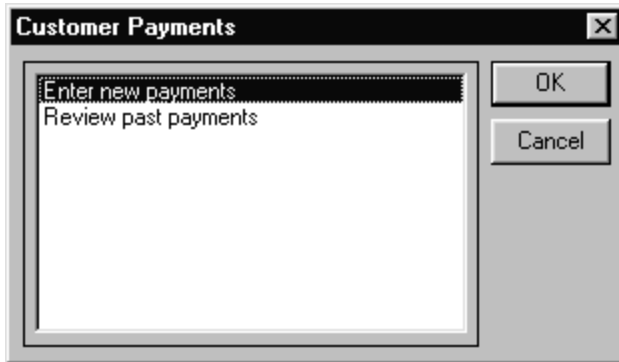 Customer Payments
Enter new payments
Review past payments
OK
Cancel